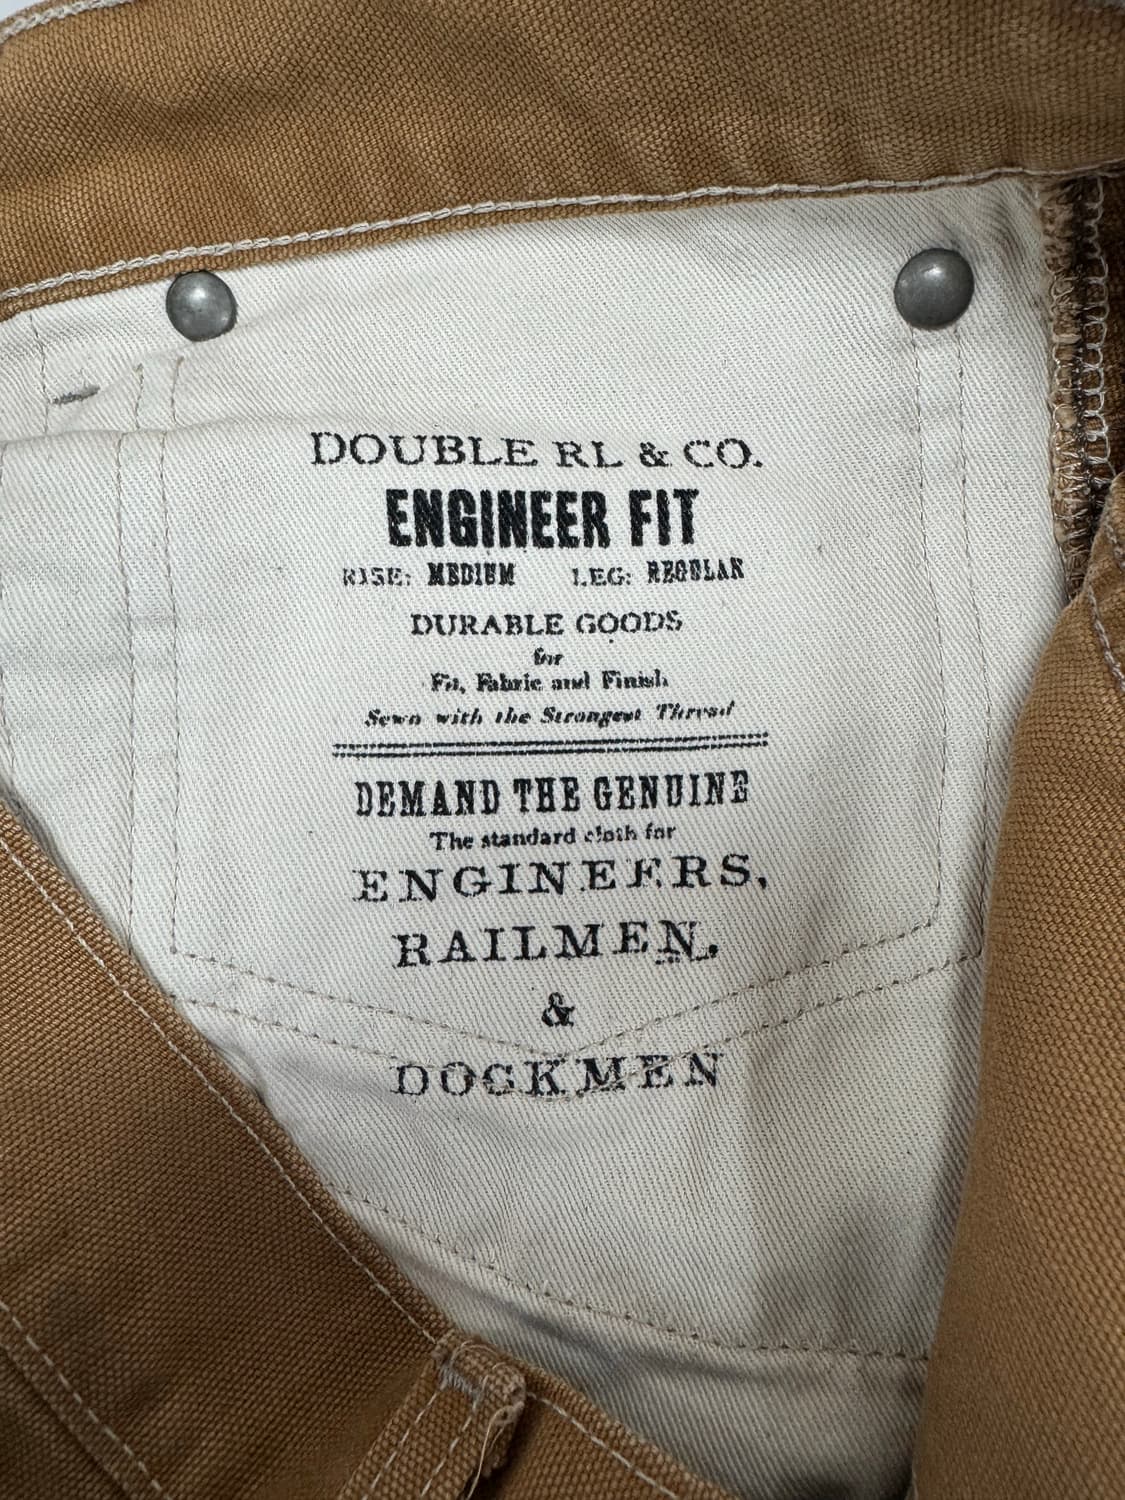 DOUBLE RL & CO.
ENGINEER FIT
RISE: MEDIUM LEG: REGULAR
DURABLE GOODS
for
Fit, Fabric and Finish
Sewn with the Strongest Thread
DEMAND THE GENUINE
The standard cloth for
ENGINEERS,
RAILMEN,
&
DOCKMEN